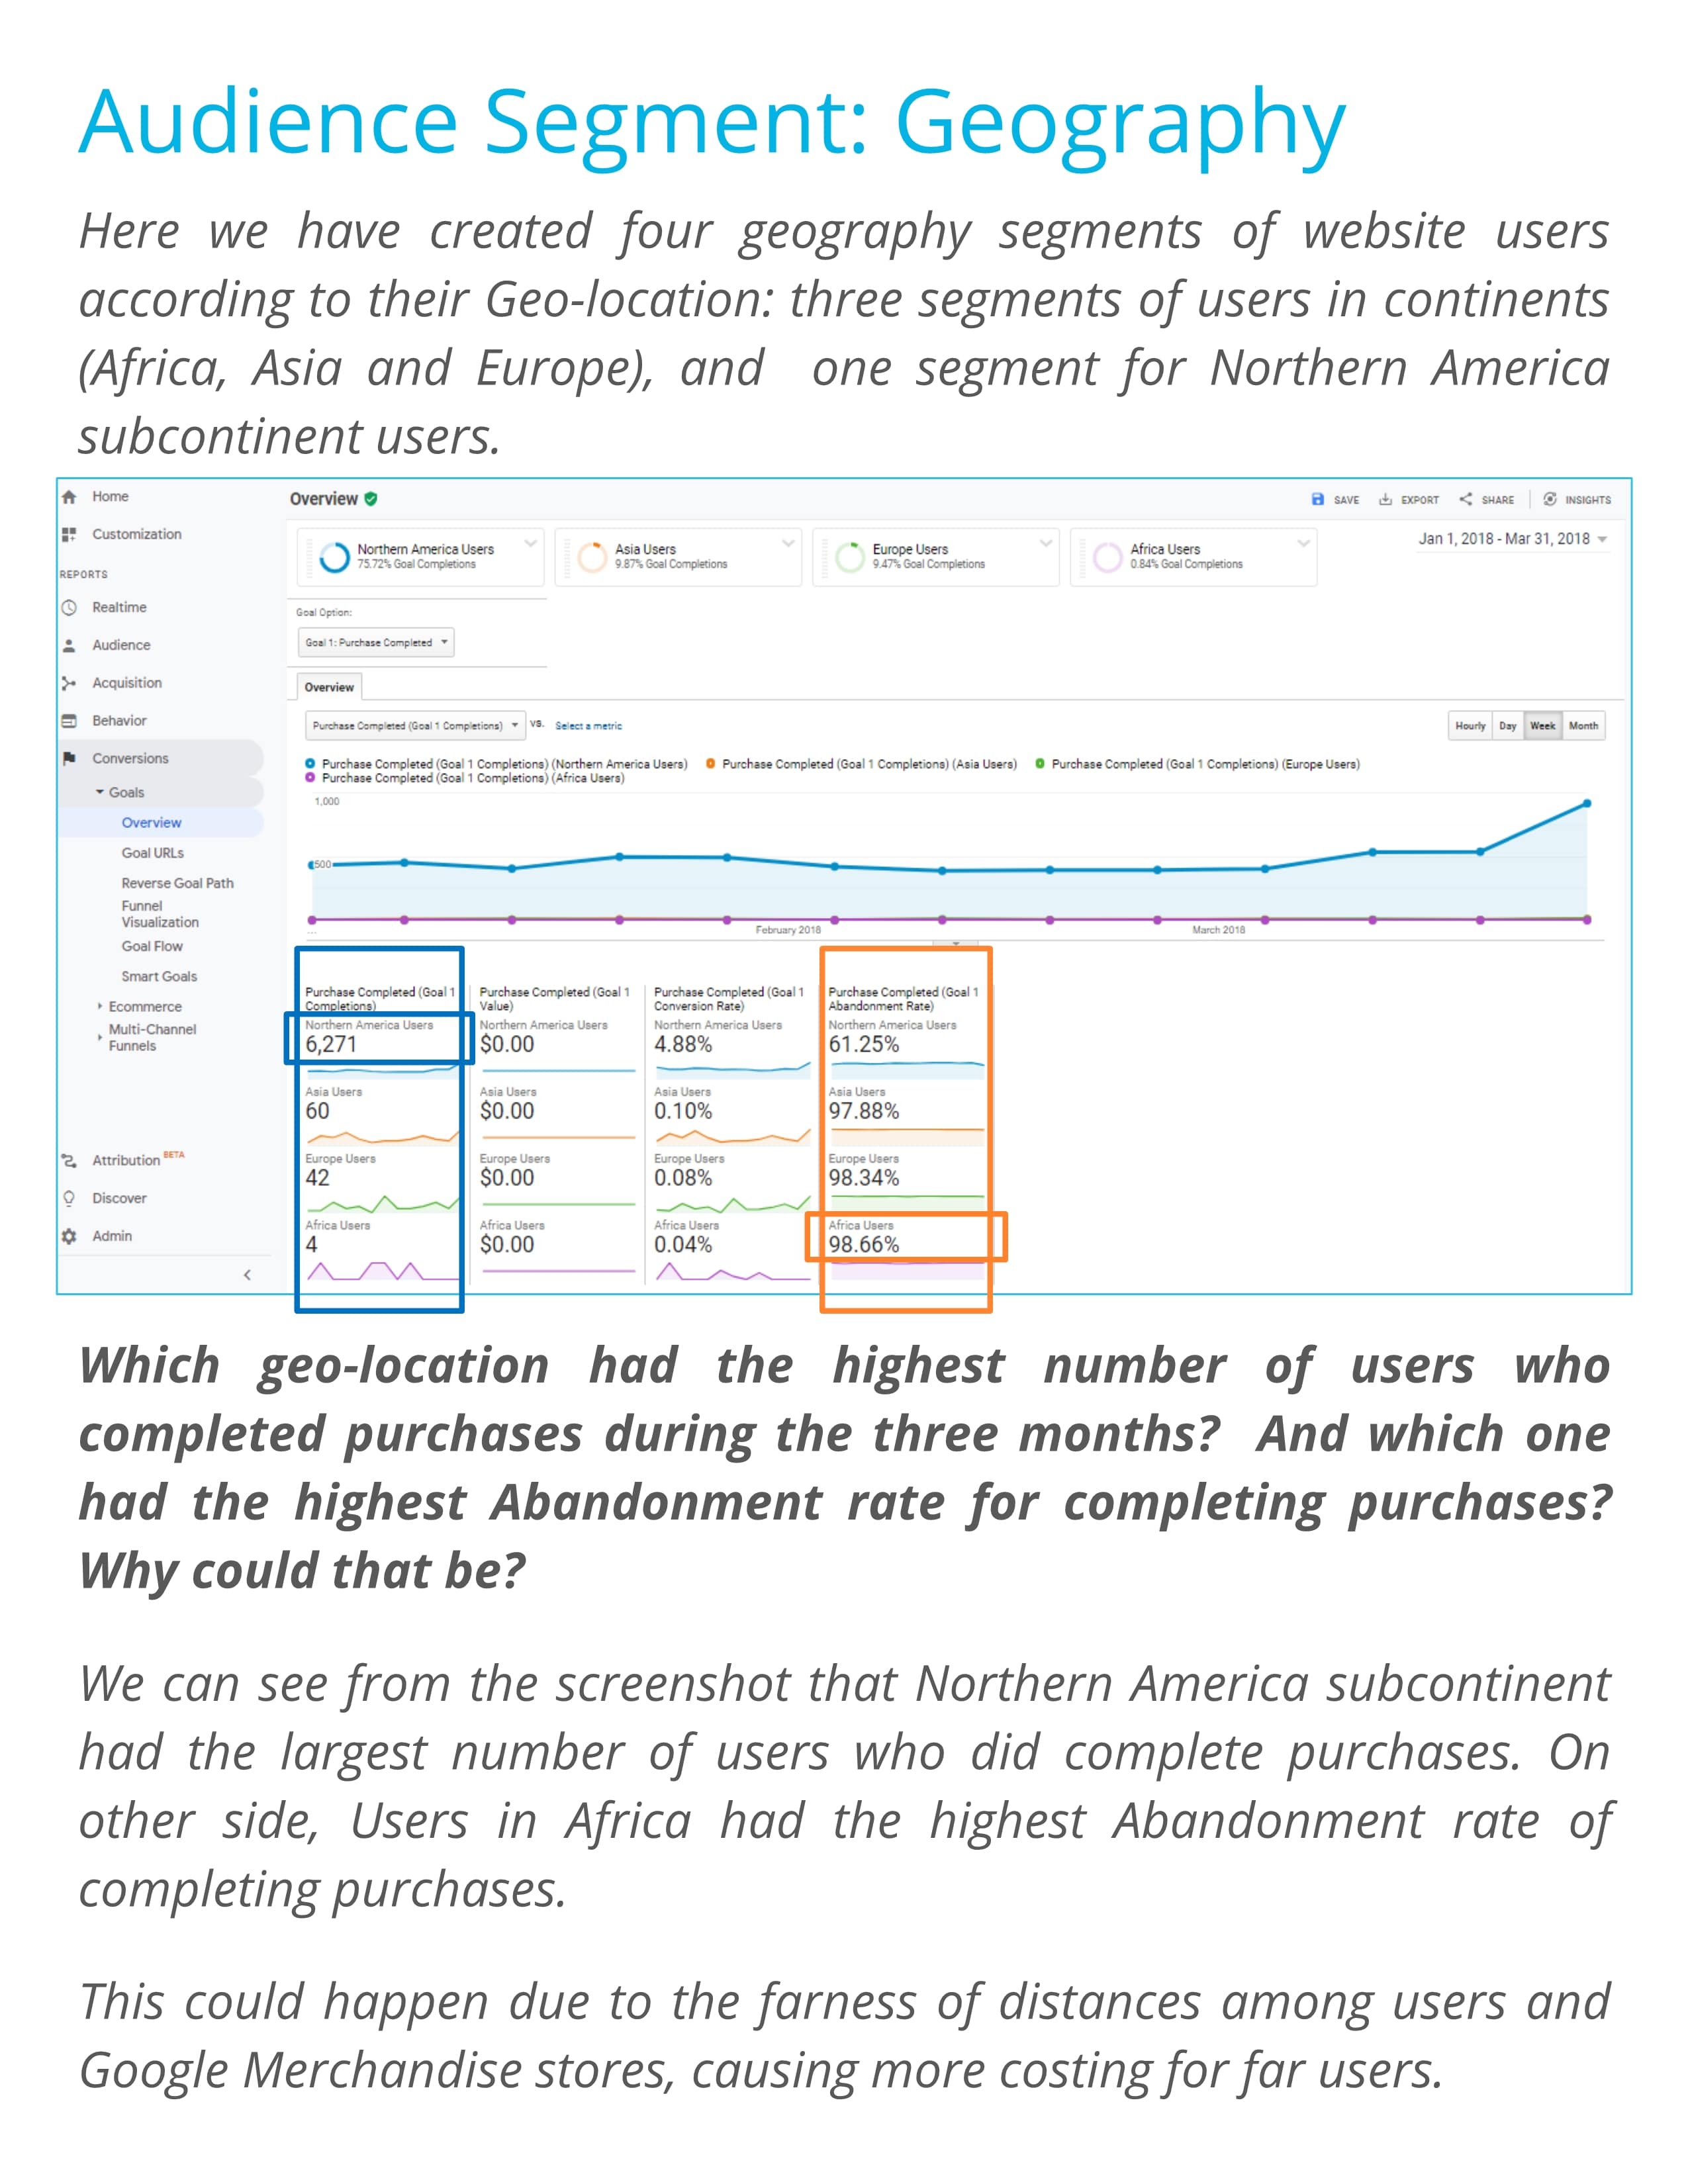 Audience Segment: Geography
Here we have created four geography segments of website users
according to their Geo-location: three segments of users in continents
(Africa, Asia and Europe), and one segment for Northern America
subcontinent users.
Home
Customization
REPORTS
Realtime
Audience
Acquisition
Behavior
Conversions
Goals
Overview
Goal URLs
Reverse Goal Path
Funnel
Visualization
Goal Flow
Smart Goals
Ecommerce
Multi-Channel
Funnels
Attribution BETA
Discover
Admin
Overview
SAVE EXPORT SHARE INSIGHTS
Northern America Users
75.72% Goal Completions
Asia Users
9.87% Goal Completions
Europe Users
9.47% Goal Completions
Africa Users
0.84% Goal Completions
Jan 1, 2018 - Mar 31, 2018
Goal Option:
Goal 1: Purchase Completed
Overview
Purchase Completed (Goal 1 Completions) VS. Select a metric
Hourly Day Week Month
Purchase Completed (Goal 1 Completions) (Northern America Users) Purchase Completed (Goal 1 Completions) (Asia Users) Purchase Completed (Goal 1 Completions) (Europe Users)
Purchase Completed (Goal 1 Completions) (Africa Users)
1,000
500
... February 2018 March 2018
Purchase Completed (Goal 1
Completions)
Northern America Users
6,271
Asia Users
60
Europe Users
42
Africa Users
4
Purchase Completed (Goal 1
Value)
Northern America Users
$0.00
Asia Users
$0.00
Europe Users
$0.00
Africa Users
$0.00
Purchase Completed (Goal 1
Conversion Rate)
Northern America Users
4.88%
Asia Users
0.10%
Europe Users
0.08%
Africa Users
0.04%
Purchase Completed (Goal 1
Abandonment Rate)
Northern America Users
61.25%
Asia Users
97.88%
Europe Users
98.34%
Africa Users
98.66%
Which geo-location had the highest number of users who
completed purchases during the three months? And which one
had the highest Abandonment rate for completing purchases?
Why could that be?
We can see from the screenshot that Northern America subcontinent
had the largest number of users who did complete purchases. On
other side, Users in Africa had the highest Abandonment rate of
completing purchases.
This could happen due to the farness of distances among users and
Google Merchandise stores, causing more costing for far users.